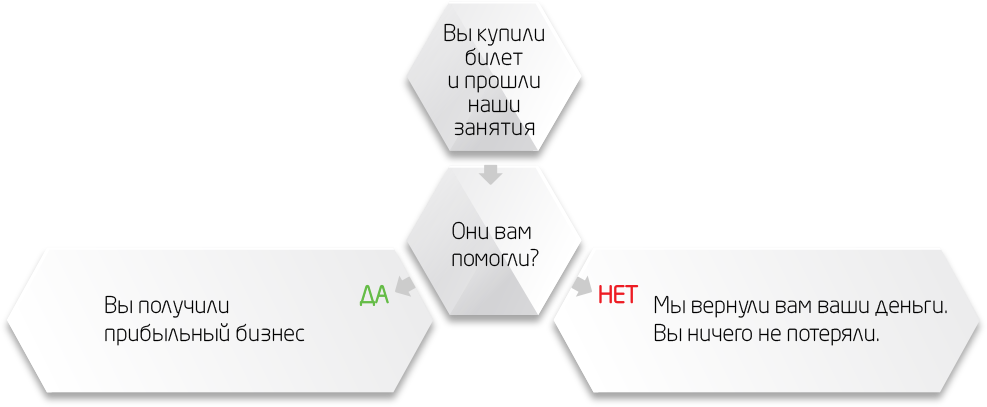 Вы купили
билет
и прошли
наши
занятия
Они вам
помогли?
ДА
Вы получили
прибыльный бизнес
НЕТ
Мы вернули вам ваши деньги.
Вы ничего не потеряли.